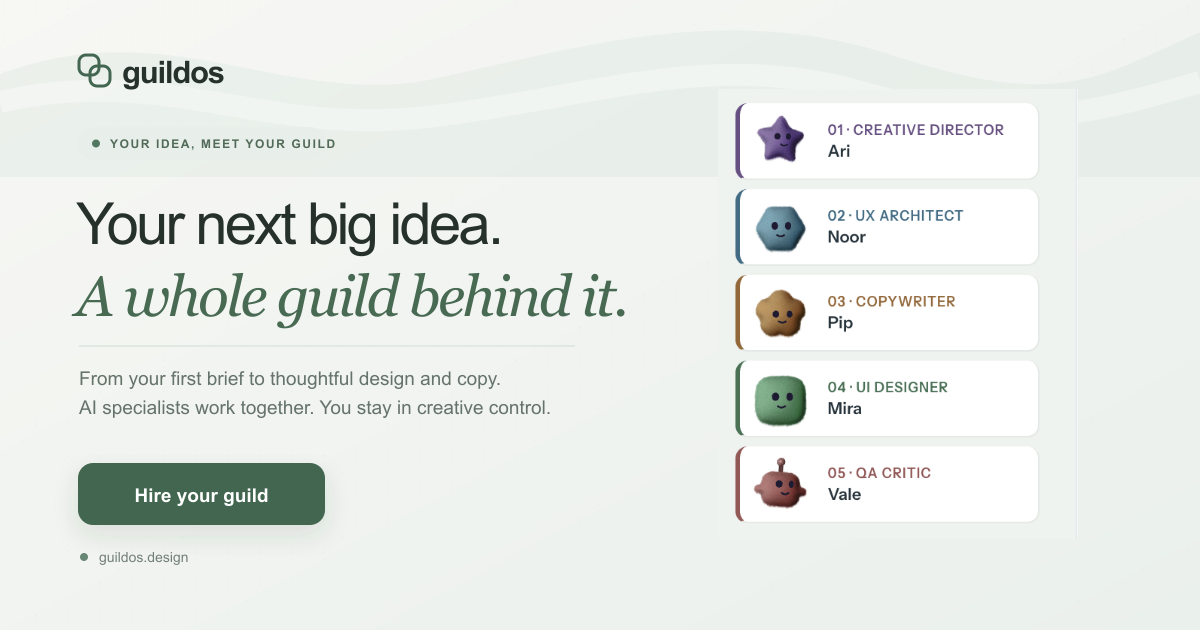 guildos
YOUR IDEA, MEET YOUR GUILD
Your next big idea.
A whole guild behind it.
From your first brief to thoughtful design and copy.
AI specialists work together. You stay in creative control.
Hire your guild
guildos.design
01 · CREATIVE DIRECTOR
Ari
02 · UX ARCHITECT
Noor
03 · COPYWRITER
Pip
04 · UI DESIGNER
Mira
05 · QA CRITIC
Vale